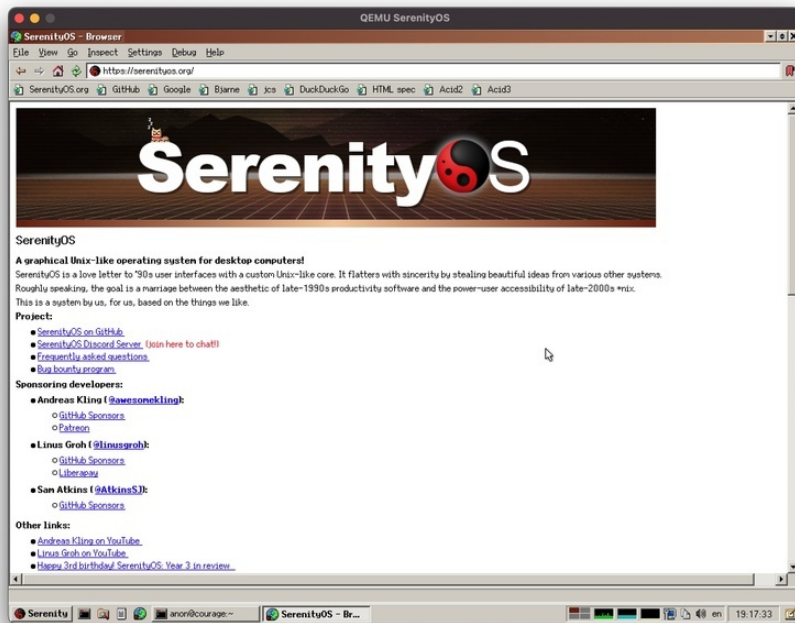 QEMU SerenityOS
SerenityOS - Browser
File View Go Inspect Settings Debug Help
https://serenityos.org/
SerenityOS.org GitHub Google Bjarne jcs DuckDuckGo HTML spec Acid2 Acid3
z z z
SerenityOS
SerenityOS
A graphical Unix-like operating system for desktop computers!
SerenityOS is a love letter to '90s user interfaces with a custom Unix-like core. It flatters with sincerity by stealing beautiful ideas from various other systems.
Roughly speaking, the goal is a marriage between the aesthetic of late-1990s productivity software and the power-user accessibility of late-2000s *nix.
This is a system by us, for us, based on the things we like.
Project:
SerenityOS on GitHub
SerenityOS Discord Server (join here to chat!)
Frequently asked questions
Bug bounty program
Sponsoring developers:
Andreas Kling (@awesomekling):
GitHub Sponsors
Patreon
Linus Groh (@linusgroh):
GitHub Sponsors
Liberapay
Sam Atkins (@AtkinsSJ):
GitHub Sponsors
Other links:
Andreas Kling on YouTube
Linus Groh on YouTube
Happy 3rd birthday! SerenityOS: Year 3 in review
Serenity anon@courage:~ SerenityOS - Br... en 19:17:33